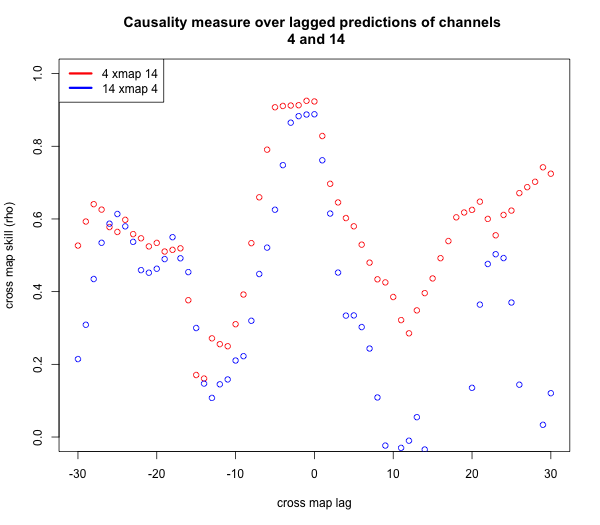 Causality measure over lagged predictions of channels
4 and 14
4 xmap 14
14 xmap 4
1.0
0.8
0.6
0.4
0.2
0.0
cross map skill (rho)
-30
-20
-10
0
10
20
30
cross map lag